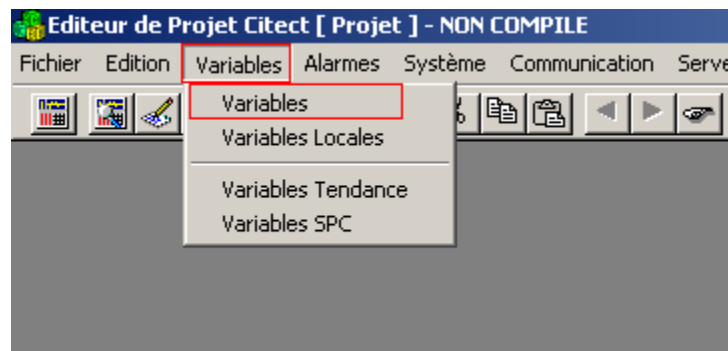 Editeur de Projet Citect [ Projet ] - NON COMPILE
Fichier Edition Variables Alarmes Système Communication Serve
Variables
Variables Locales
Variables Tendance
Variables SPC